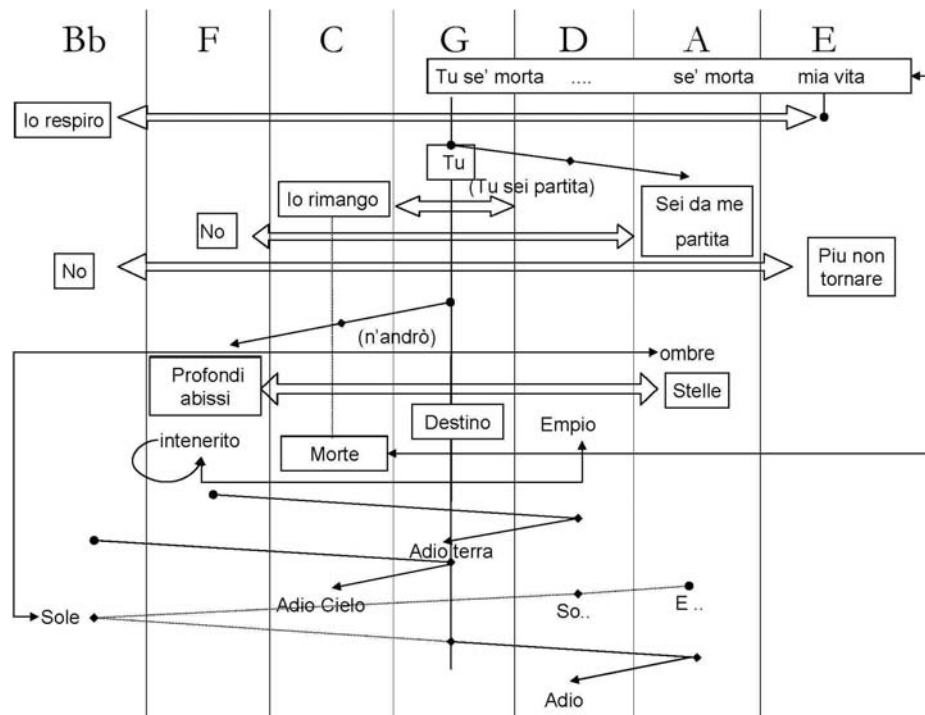 Bb F C G D A E
Tu se' morta .... se' morta mia vita
Io respiro
Tu
(Tu sei partita)
Io rimango
Sei da me
partita
No
No
Piu non
tornare
(n'andrò)
ombre
Profondi
abissi
Stelle
Destino
Empio
intenerito
Morte
Adio terra
Adio Cielo
So..
E ..
Sole
Adio